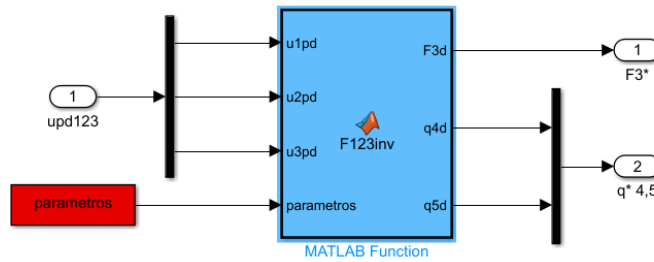 1
upd123
parametros
u1pd
u2pd
u3pd
parametros
F123inv
F3d
q4d
q5d
MATLAB Function
1
F3*
2
q* 4,5